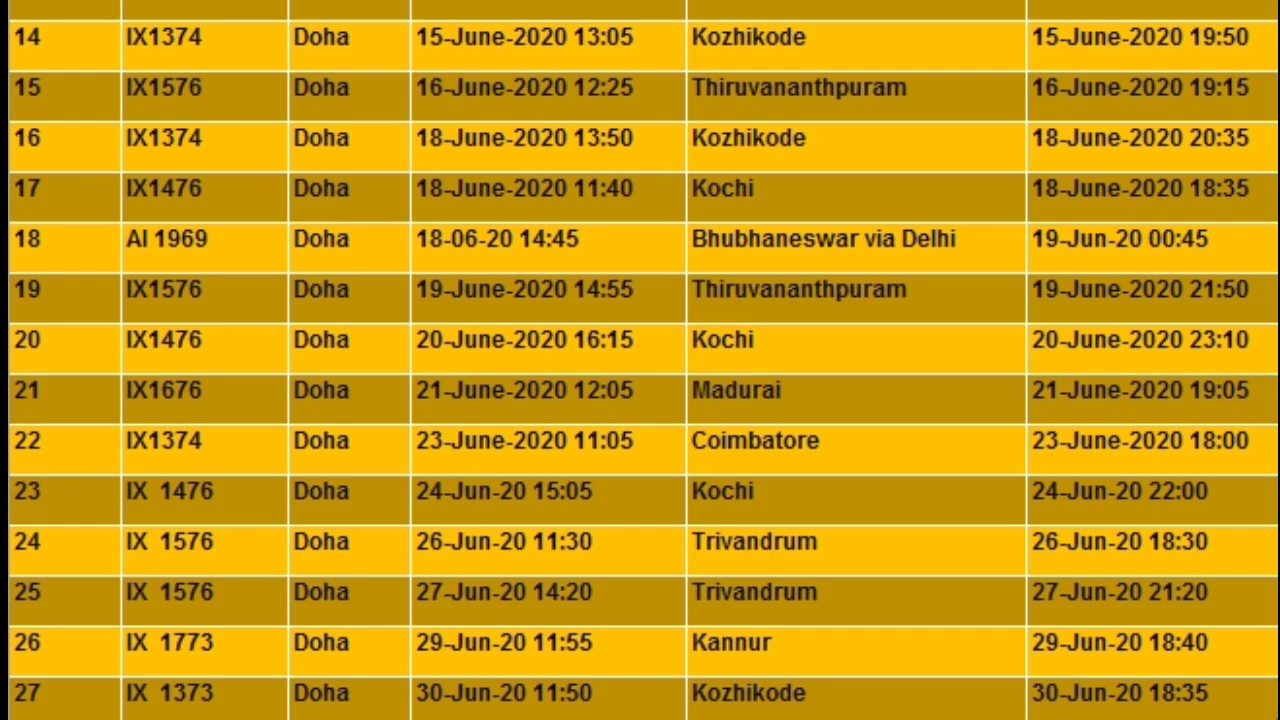 14 IX1374 Doha 15-June-2020 13:05 Kozhikode 15-June-2020 19:50
15 IX1576 Doha 16-June-2020 12:25 Thiruvananthpuram 16-June-2020 19:15
16 IX1374 Doha 18-June-2020 13:50 Kozhikode 18-June-2020 20:35
17 IX1476 Doha 18-June-2020 11:40 Kochi 18-June-2020 18:35
18 AI 1969 Doha 18-06-20 14:45 Bhubhaneswar via Delhi 19-Jun-20 00:45
19 IX1576 Doha 19-June-2020 14:55 Thiruvananthpuram 19-June-2020 21:50
20 IX1476 Doha 20-June-2020 16:15 Kochi 20-June-2020 23:10
21 IX1676 Doha 21-June-2020 12:05 Madurai 21-June-2020 19:05
22 IX1374 Doha 23-June-2020 11:05 Coimbatore 23-June-2020 18:00
23 IX 1476 Doha 24-Jun-20 15:05 Kochi 24-Jun-20 22:00
24 IX 1576 Doha 26-Jun-20 11:30 Trivandrum 26-Jun-20 18:30
25 IX 1576 Doha 27-Jun-20 14:20 Trivandrum 27-Jun-20 21:20
26 IX 1773 Doha 29-Jun-20 11:55 Kannur 29-Jun-20 18:40
27 IX 1373 Doha 30-Jun-20 11:50 Kozhikode 30-Jun-20 18:35